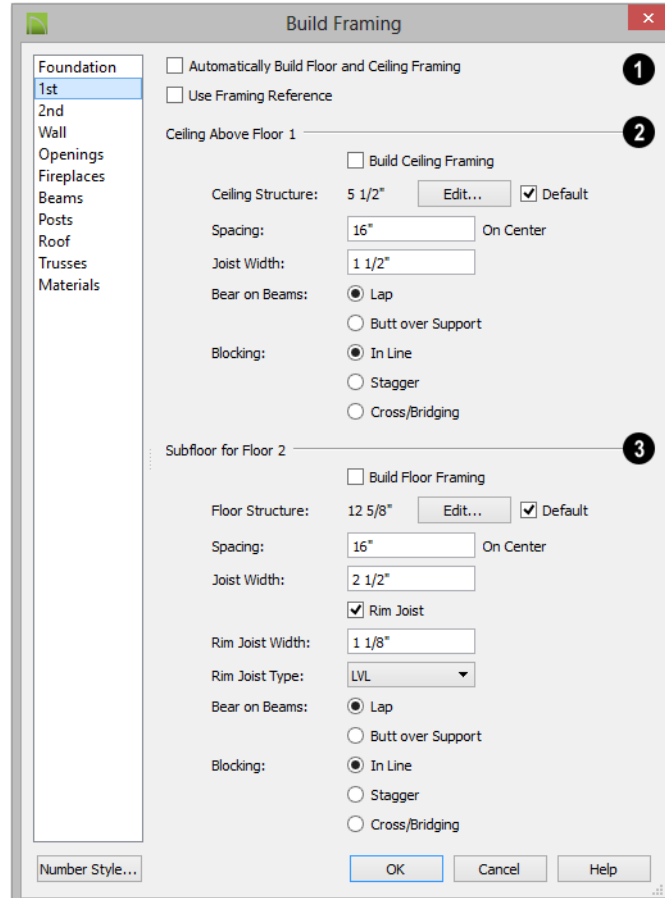 Build Framing
Foundation
1st
2nd
Wall
Openings
Fireplaces
Beams
Posts
Roof
Trusses
Materials
Automatically Build Floor and Ceiling Framing
1
Use Framing Reference
Ceiling Above Floor 1
2
Build Ceiling Framing
Ceiling Structure: 5 1/2" Edit... Default
Spacing: 16" On Center
Joist Width: 1 1/2"
Bear on Beams: Lap
Butt over Support
Blocking: In Line
Stagger
Cross/Bridging
Subfloor for Floor 2
3
Build Floor Framing
Floor Structure: 12 5/8" Edit... Default
Spacing: 16" On Center
Joist Width: 2 1/2"
Rim Joist
Rim Joist Width: 1 1/8"
Rim Joist Type: LVL
Bear on Beams: Lap
Butt over Support
Blocking: In Line
Stagger
Cross/Bridging
Number Style... OK Cancel Help